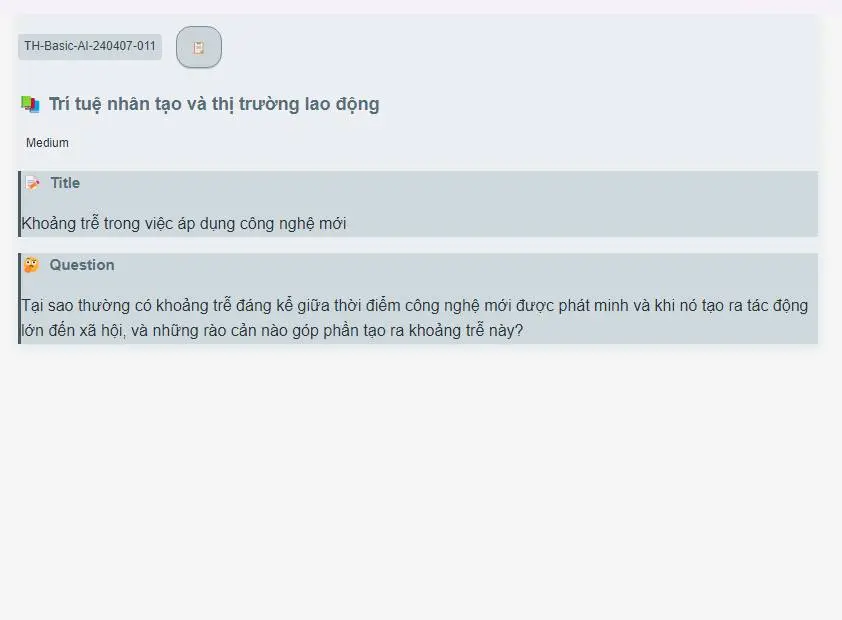 TH-Basic-AI-240407-011
Trí tuệ nhân tạo và thị trường lao động
Medium
Title
Khoảng trễ trong việc áp dụng công nghệ mới
Question
Tại sao thường có khoảng trễ đáng kể giữa thời điểm công nghệ mới được phát minh và khi nó tạo ra tác động
lớn đến xã hội, và những rào cản nào góp phần tạo ra khoảng trễ này?